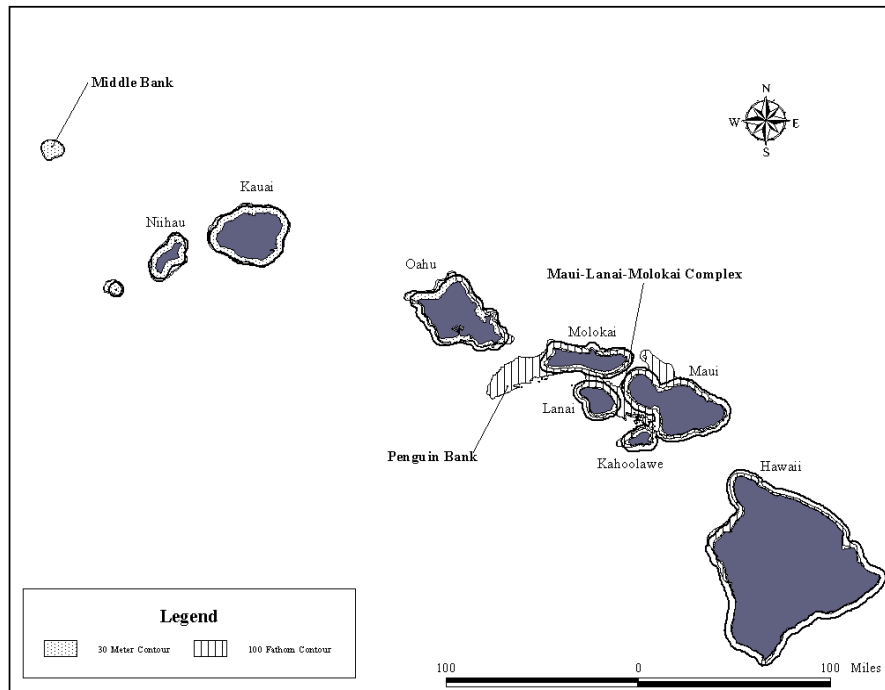 Middle Bank
N
W E
S
Kauai
Niihau
Oahu
Maui-Lanai-Molokai Complex
Molokai
Maui
Lanai
Penguin Bank
Kahoolawe
Hawaii
Legend
30 Meter Contour 100 Fathom Contour
100 0 100 Miles